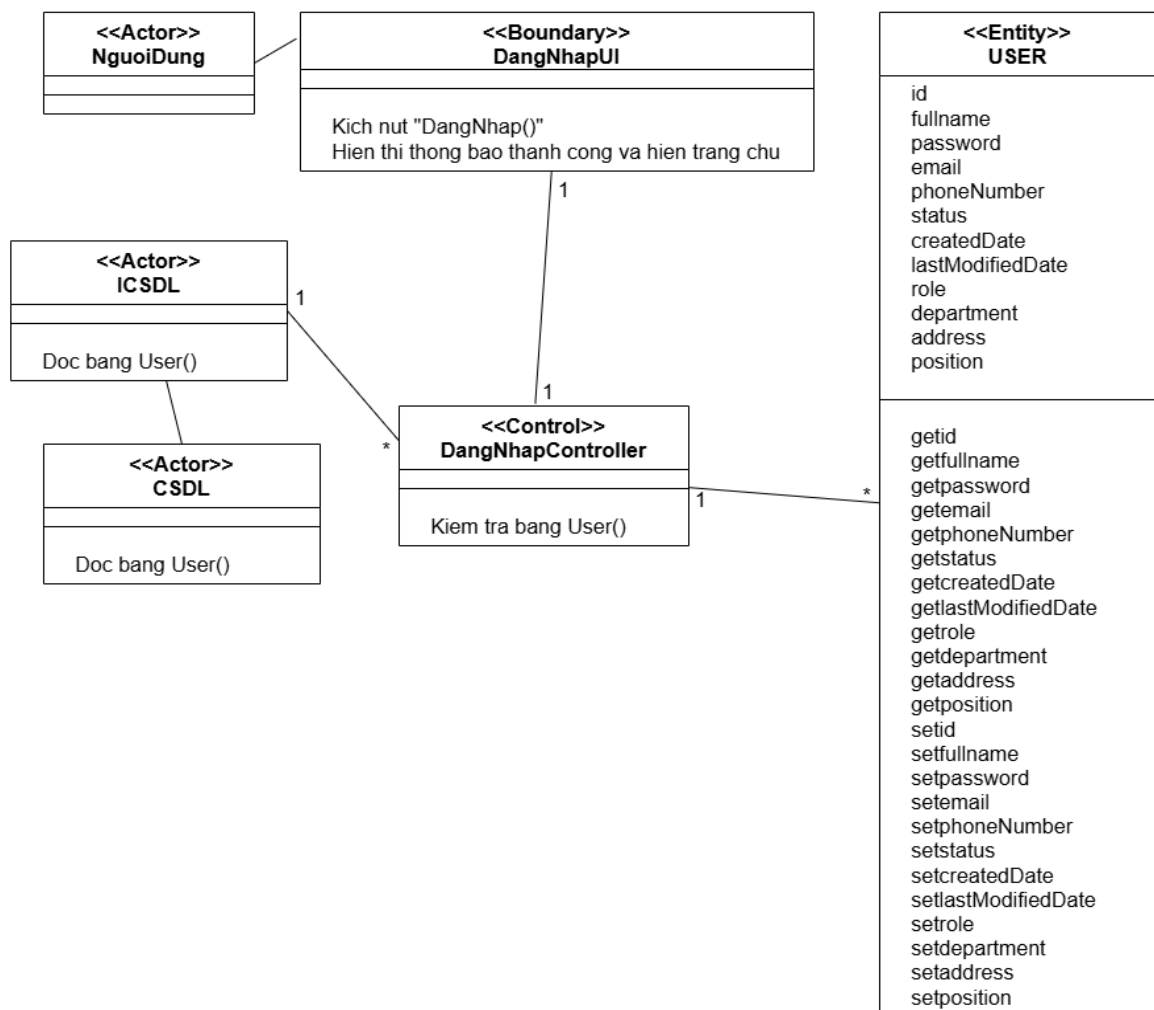 <<Actor>>
NguoiDung
<<Boundary>>
DangNhapUI
Kich nut "DangNhap()"
Hien thi thong bao thanh cong va hien trang chu
1
<<Actor>>
ICSDL
Doc bang User()
1
*
<<Actor>>
CSDL
Doc bang User()
1
<<Control>>
DangNhapController
Kiem tra bang User()
1
*
<<Entity>>
USER
id
fullname
password
email
phoneNumber
status
createdDate
lastModifiedDate
role
department
address
position
getid
getfullname
getpassword
getemail
getphoneNumber
getstatus
getcreatedDate
getlastModifiedDate
getrole
getdepartment
getaddress
getposition
setid
setfullname
setpassword
setemail
setphoneNumber
setstatus
setcreatedDate
setlastModifiedDate
setrole
setdepartment
setaddress
setposition